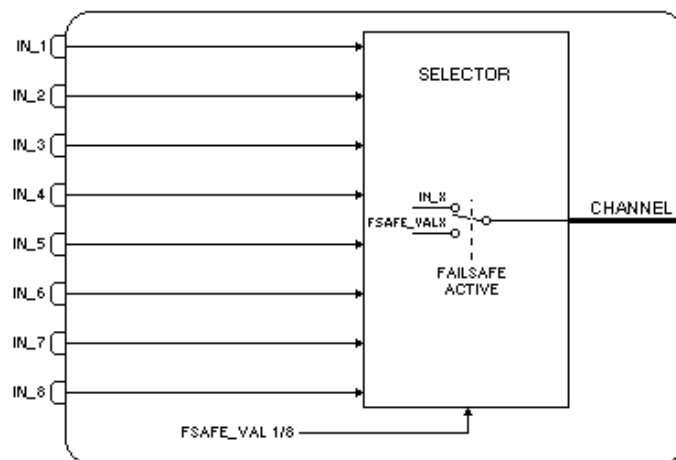 IN_1
IN_2
IN_3
IN_4
IN_5
IN_6
IN_7
IN_8
SELECTOR
IN_X
FSAFE_VALX
FAILSAFE
ACTIVE
CHANNEL
FSAFE_VAL 1/8